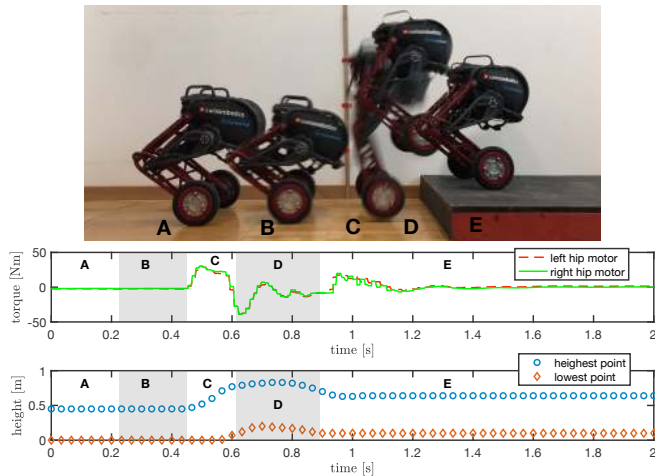 swissrobotics
A
B
C
D
E
50
0
-50
torque [Nm]
A
B
C
D
E
left hip motor
right hip motor
0 0.2 0.4 0.6 0.8 1 1.2 1.4 1.6 1.8 2
time [s]
1
0.5
0
height [m]
A
B
C
D
E
heighest point
lowest point
0 0.2 0.4 0.6 0.8 1 1.2 1.4 1.6 1.8 2
time [s]